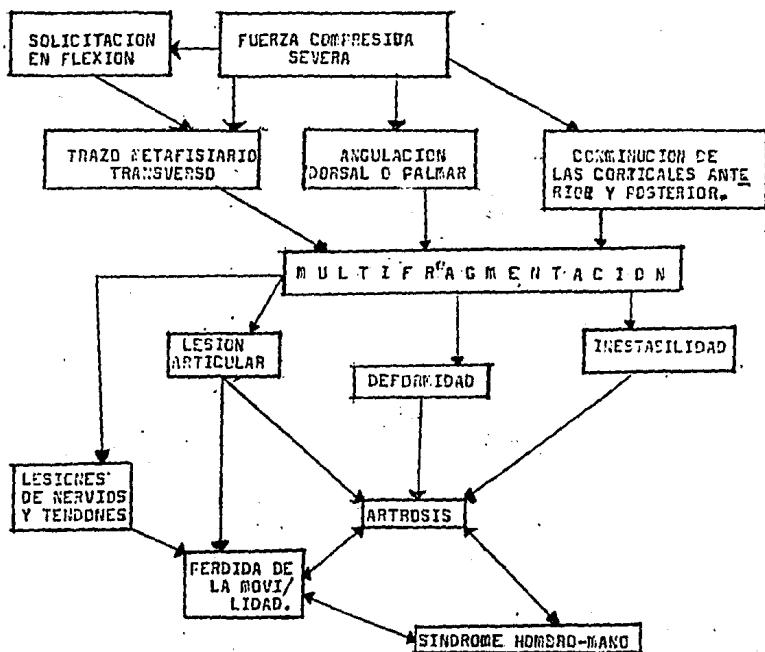 SOLICITACION
EN FLEXION
FUERZA COMPRESIVA
SEVERA
TRAZO METAFISIARIO
TRANSVERSO
ANGULACION
DORSAL O PALMAR
CONMINUCION DE
LAS CORTICALES ANTE
RIOR Y POSTERIOR.
MULTIFRAGMENTACION
LESION
ARTICULAR
DEFORMIDAD
INESTABILIDAD
LESIONES
DE NERVIOS
Y TENDONES
ARTROSIS
PERDIDA DE
LA MOVI/
LIDAD.
SINDROME HOMBRO-MANO